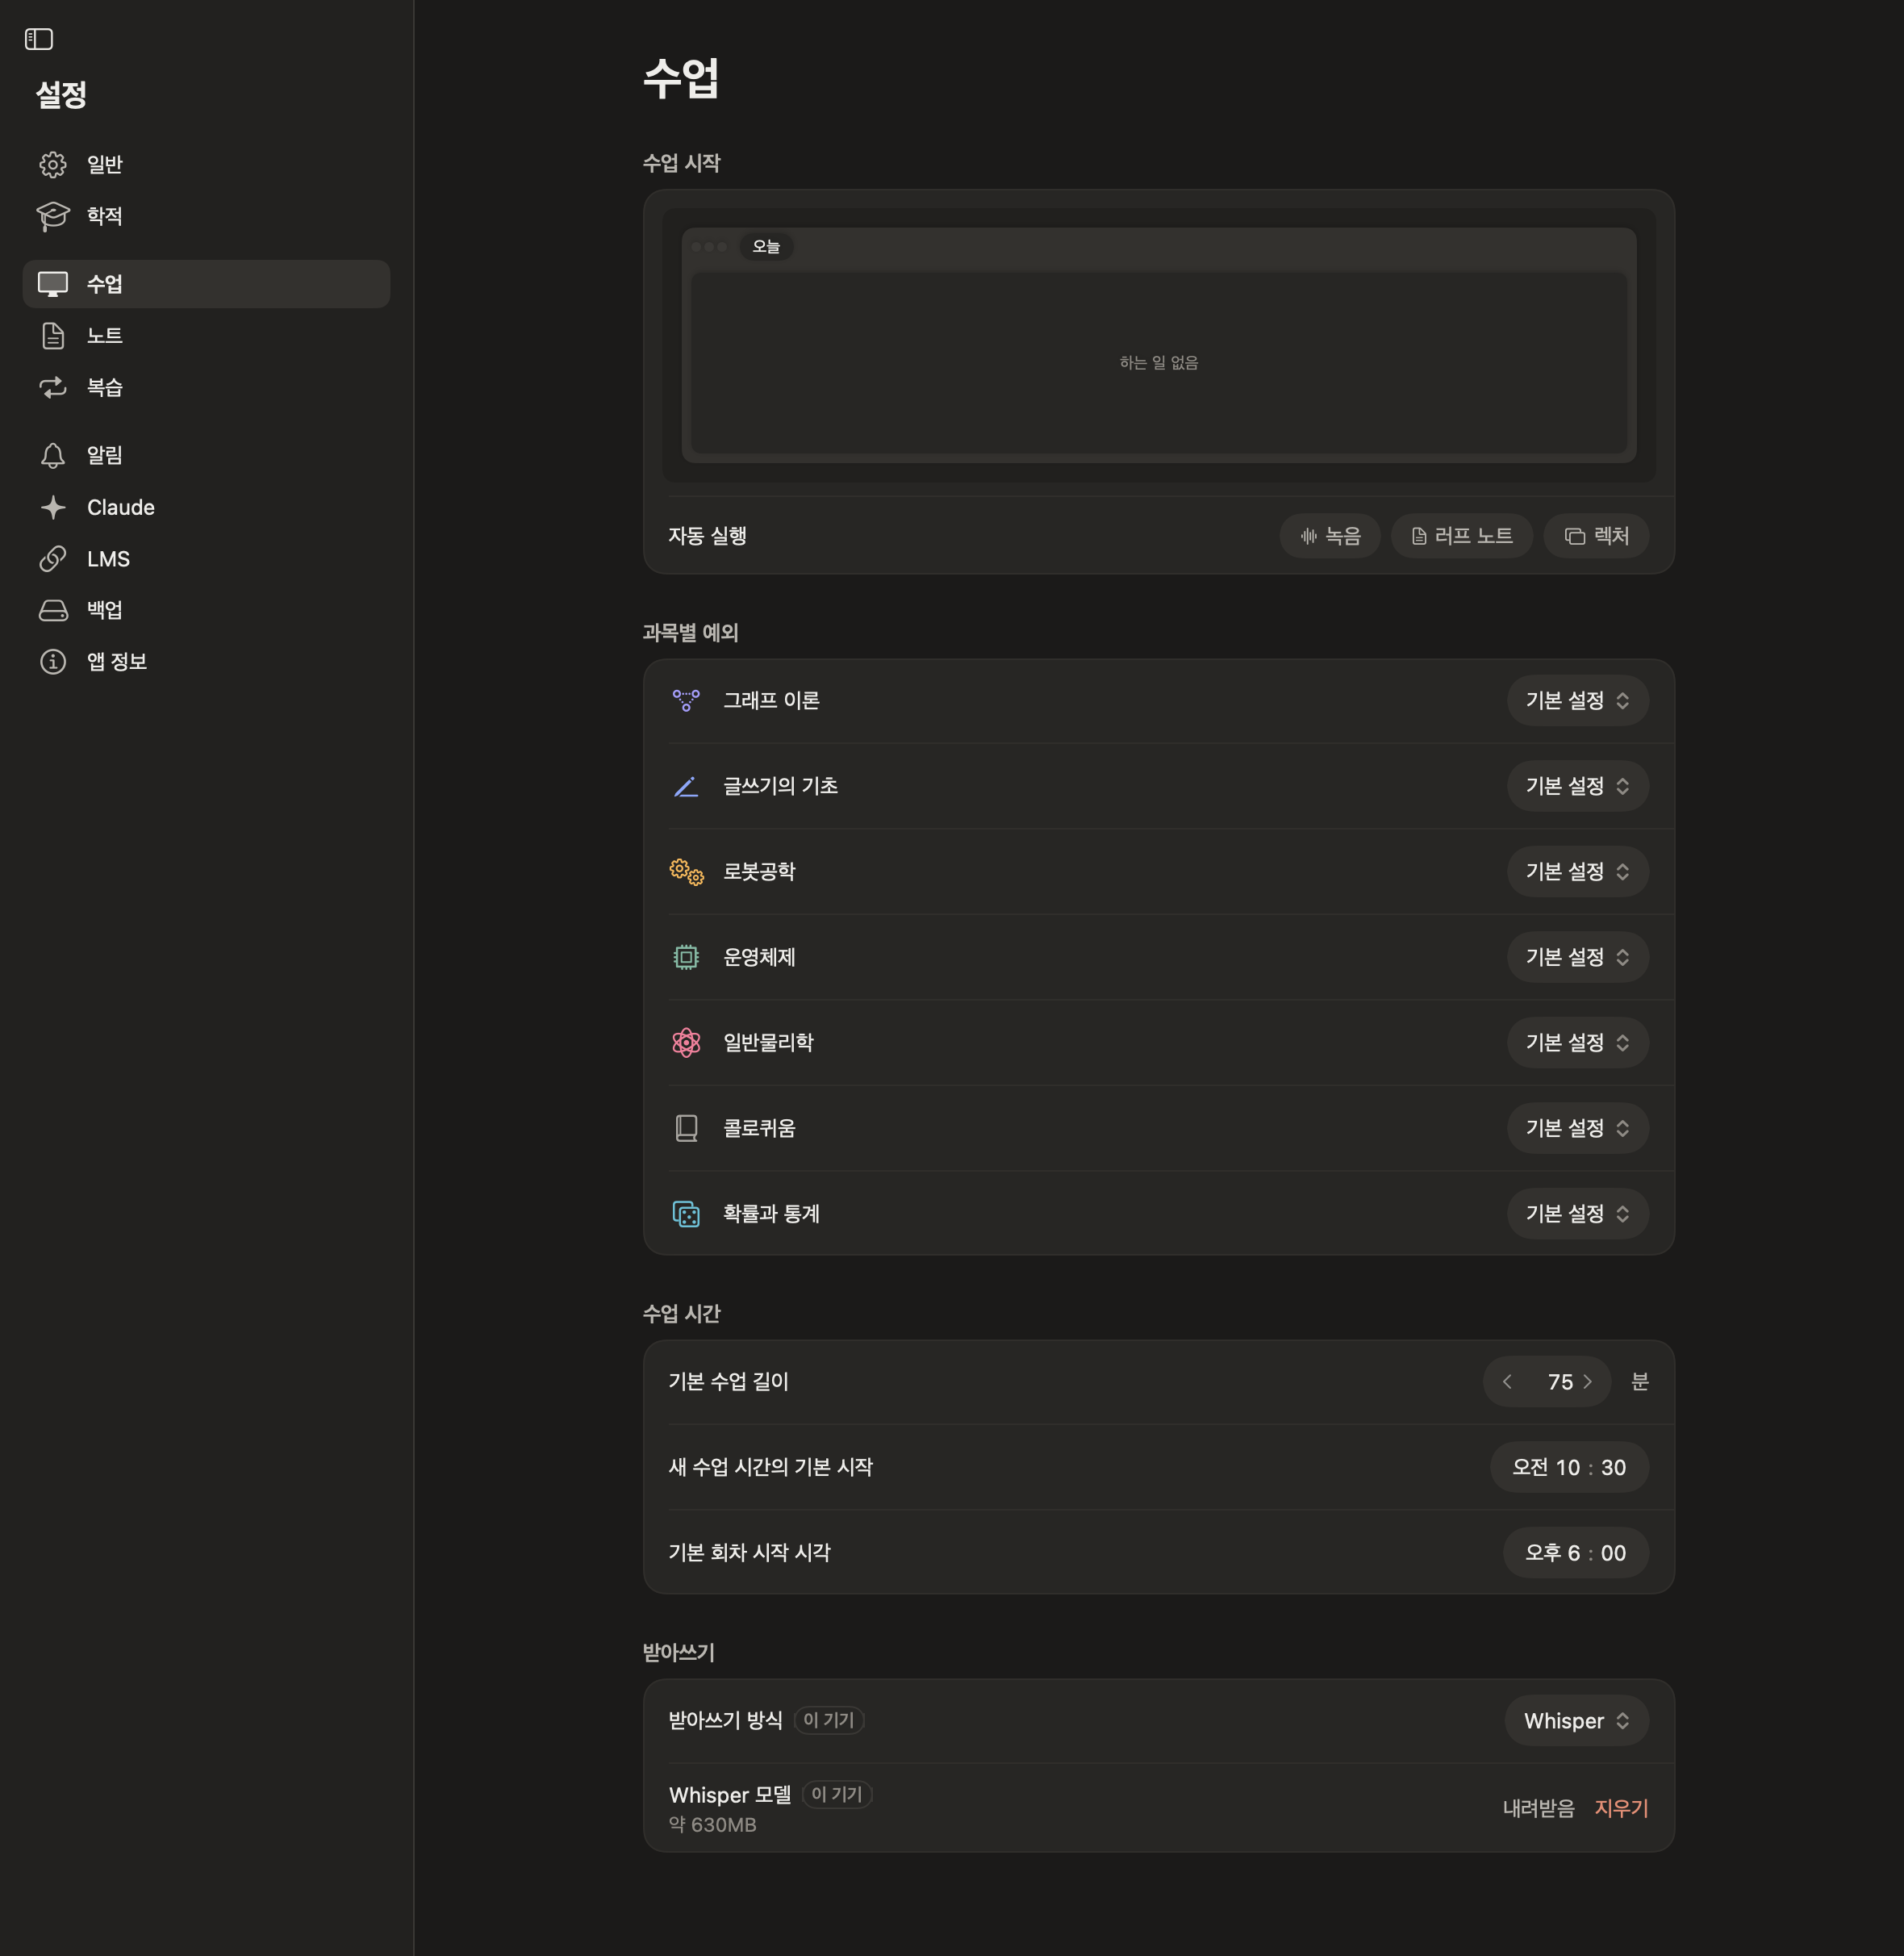 설정
일반
학적
수업
노트
복습
알림
Claude
LMS
백업
앱 정보
수업
수업 시작
오늘
하는 일 없음
자동 실행 녹음 러프 노트 렉처
과목별 예외
그래프 이론 기본 설정
글쓰기의 기초 기본 설정
로봇공학 기본 설정
운영체제 기본 설정
일반물리학 기본 설정
콜로퀴움 기본 설정
확률과 통계 기본 설정
수업 시간
기본 수업 길이 75 분
새 수업 시간의 기본 시작 오전 10 : 30
기본 회차 시작 시각 오후 6 : 00
받아쓰기
받아쓰기 방식 이 기기 Whisper
Whisper 모델 이 기기 내려받음 지우기
약 630MB